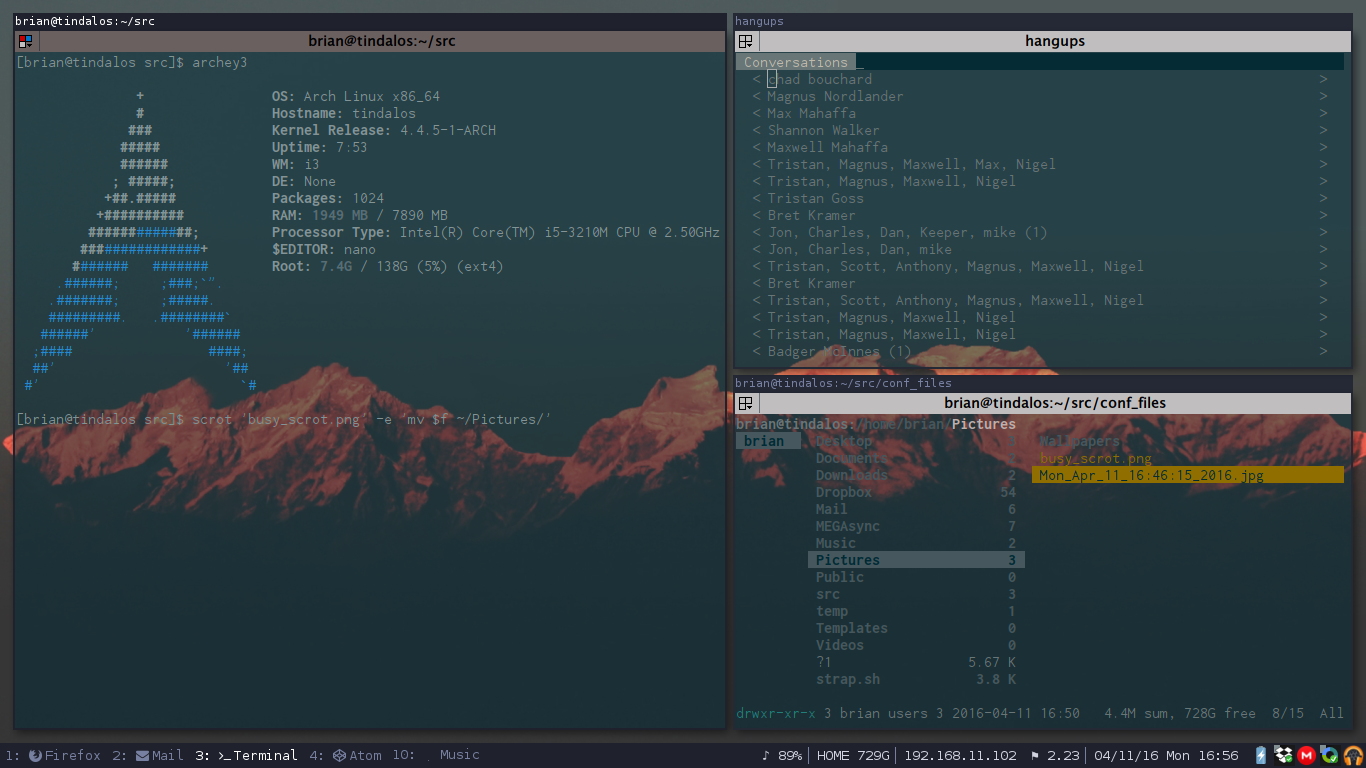 brian@tindalos:~/src
brian@tindalos:~/src
[brian@tindalos src]$ archey3
OS: Arch Linux x86_64
Hostname: tindalos
Kernel Release: 4.4.5-1-ARCH
Uptime: 7:53
WM: i3
DE: None
Packages: 1024
RAM: 1949 MB / 7890 MB
Processor Type: Intel(R) Core(TM) i5-3210M CPU @ 2.50GHz
$EDITOR: nano
Root: 7.4G / 138G (5%) (ext4)
[brian@tindalos src]$ scrot 'busy_scrot.png' -e 'mv $f ~/Pictures/'
hangups
hangups
Conversations
< chad bouchard >
< Magnus Nordlander >
< Max Mahaffa >
< Shannon Walker >
< Maxwell Mahaffa >
< Tristan, Magnus, Maxwell, Max, Nigel >
< Tristan, Magnus, Maxwell, Nigel >
< Tristan Goss >
< Bret Kramer >
< Jon, Charles, Dan, Keeper, mike (1) >
< Jon, Charles, Dan, mike >
< Tristan, Scott, Anthony, Magnus, Maxwell, Nigel >
< Bret Kramer >
< Tristan, Scott, Anthony, Magnus, Maxwell, Nigel >
< Tristan, Magnus, Maxwell, Nigel >
< Tristan, Magnus, Maxwell, Nigel >
< Badger McInnes (1) >
brian@tindalos:~/src/conf_files
brian@tindalos:~/src/conf_files
brian@tindalos:/home/brian/Pictures
brian Desktop Wallpapers
Documents busy_scrot.png
Downloads 2 Mon_Apr_11_16:46:15_2016.jpg
Dropbox 54
Mail 6
MEGAsync 7
Music 2
Pictures 3
Public 0
src 3
temp 1
Templates 0
Videos 0
?1 5.67 K
strap.sh 3.8 K
drwxr-xr-x 3 brian users 3 2016-04-11 16:50 4.4M sum, 728G free 8/15 All
1: Firefox 2: Mail 3: >_Terminal 4: Atom 10: Music ♪ 89% HOME 729G 192.168.11.102 ⚑ 2.23 04/11/16 Mon 16:56